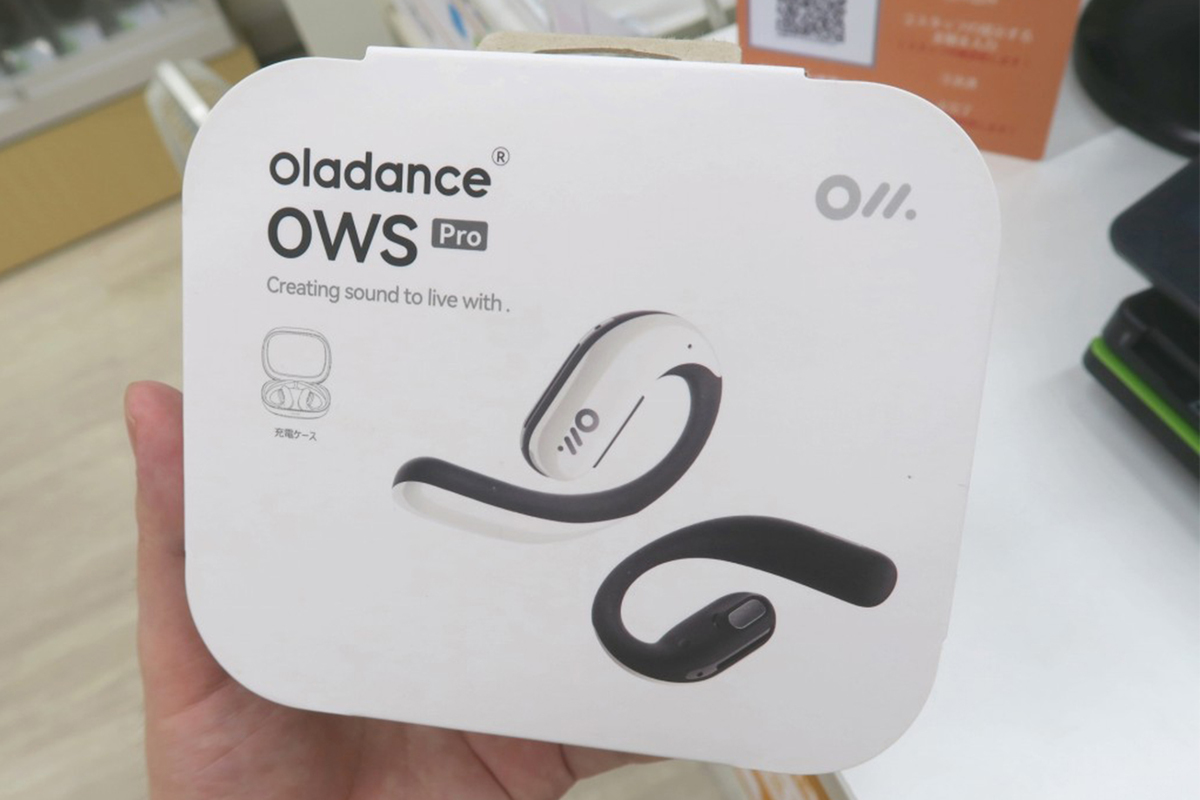 oladance®
OWS Pro
Creating sound to live with .
充電ケース